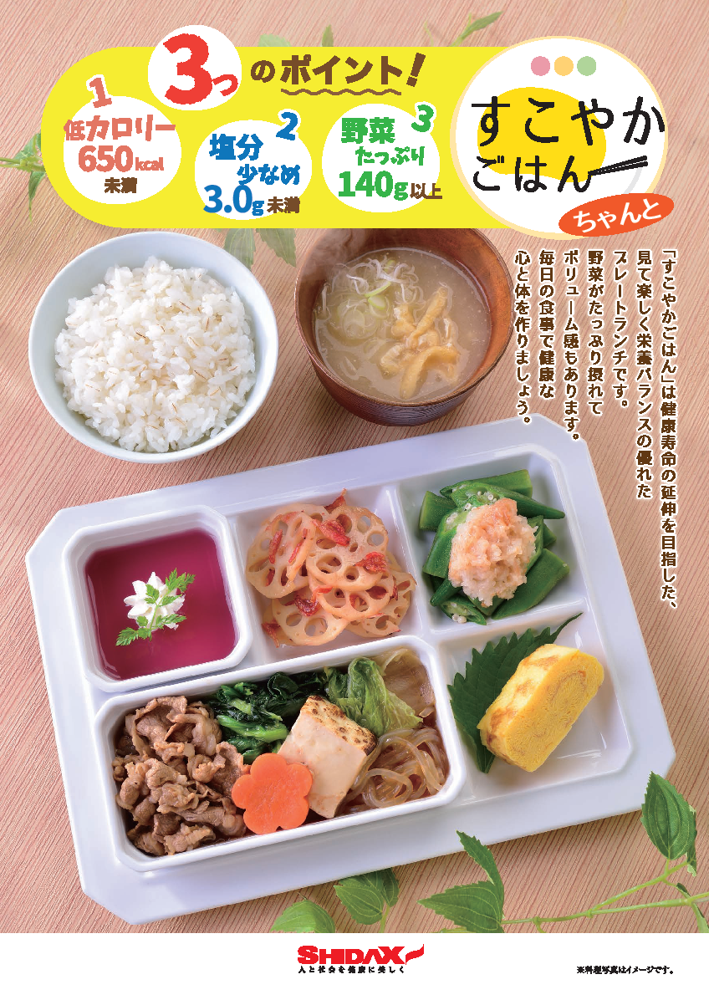 3つのポイント!
1
低カロリー
650kcal
未満
2
塩分
少なめ
3.0g未満
3
野菜
たっぷり
140g以上
すこやか
ごはん
ちゃんと
「すこやかごはん」は健康寿命の延伸を目指した、
見て楽しく栄養バランスの優れた
プレートランチです。
野菜がたっぷり摂れて
ボリューム感もあります。
毎日の食事で健康な
心と体を作りましょう。
SHIDAX
人と社会を健康に美しく
※料理写真はイメージです。